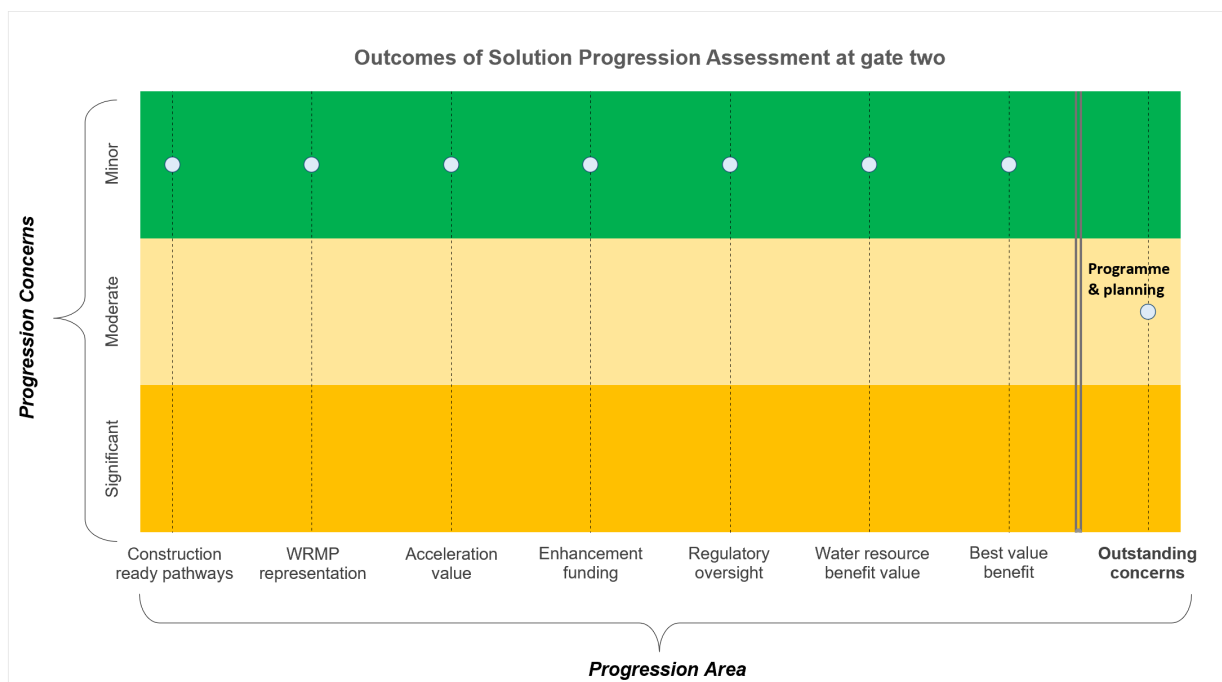 Outcomes of Solution Progression Assessment at gate two
Progression Concerns
Minor
Moderate
Significant
Programme
& planning
Construction
ready pathways
WRMP
representation
Acceleration
value
Enhancement
funding
Regulatory
oversight
Water resource
benefit value
Best value
benefit
Outstanding
concerns
Progression Area